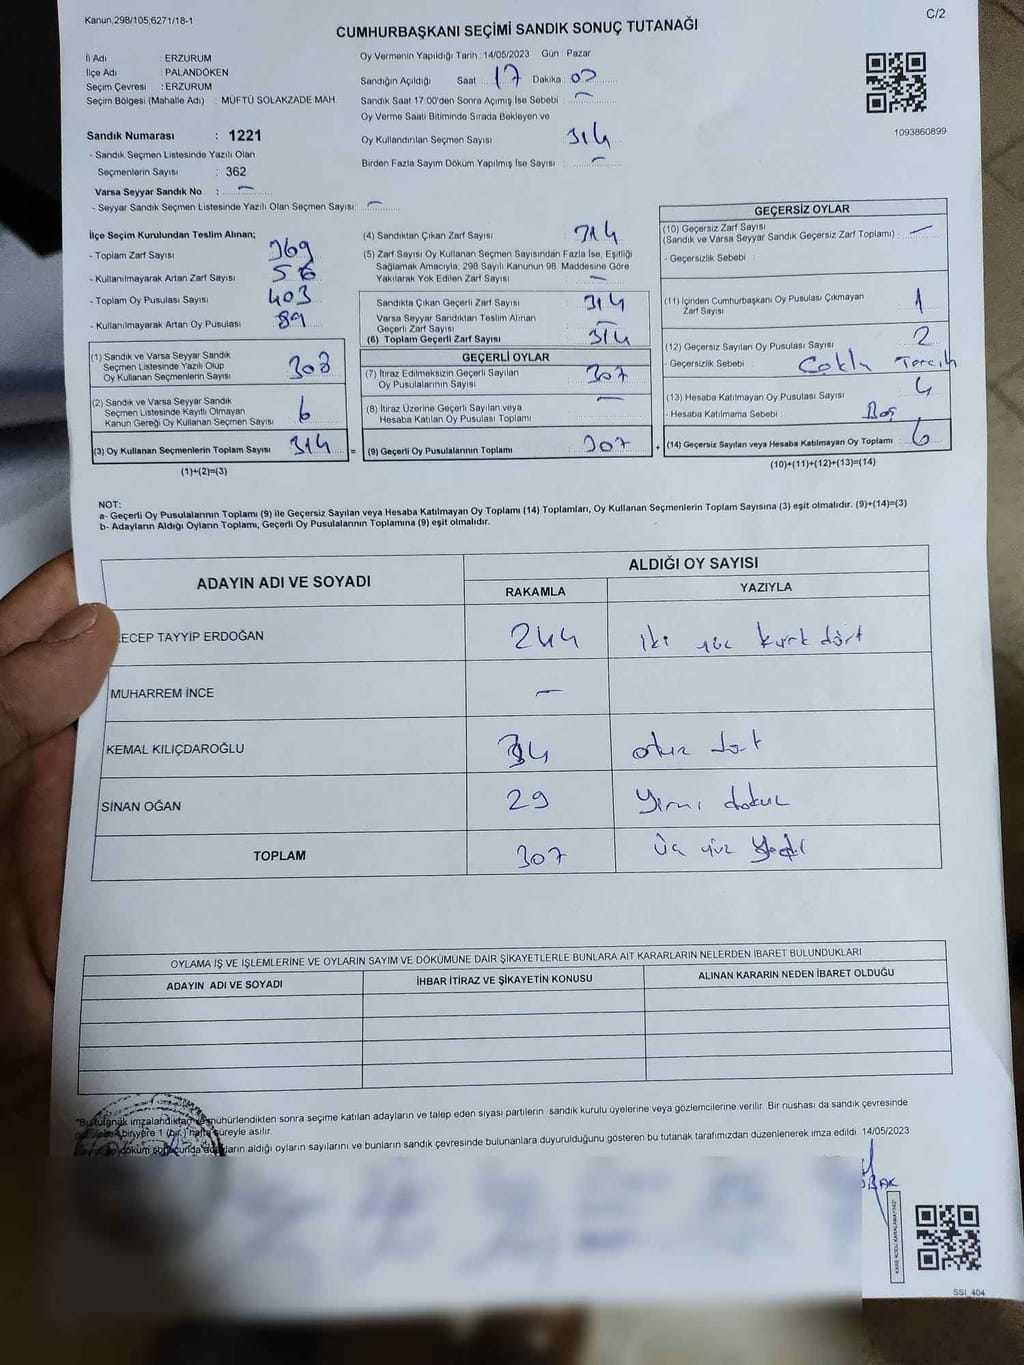 Kanun;298/105,6271/18-1
C/2
CUMHURBAŞKANI SEÇİMİ SANDIK SONUÇ TUTANAĞI
İl Adı : ERZURUM
İlçe Adı : PALANDÖKEN
Seçim Çevresi : ERZURUM
Seçim Bölgesi (Mahalle Adı) : MÜFTÜ SOLAKZADE MAH
Sandık Numarası : 1221
- Sandık Seçmen Listesinde Yazılı Olan
Seçmenlerin Sayısı : 362
Varsa Seyyar Sandık No : —
- Seyyar Sandık Seçmen Listesinde Yazılı Olan Seçmen Sayısı: —
Oy Vermenin Yapıldığı Tarih : 14/05/2023 Gün : Pazar
Sandığın Açıldığı Saat : 17 Dakika : 00
Sandık Saat 17:00'den Sonra Açımış İse Sebebi : —
Oy Verme Saati Bitiminde Sırada Bekleyen ve
Oy Kullandırılan Seçmen Sayısı : 314
Birden Fazla Sayım Döküm Yapılmış İse Sayısı : —
1093860899
İlçe Seçim Kurulundan Teslim Alınan;
- Toplam Zarf Sayısı : 369
- Kullanılmayarak Artan Zarf Sayısı : 56
- Toplam Oy Pusulası Sayısı : 403
- Kullanılmayarak Artan Oy Pusulası : 89
(1) Sandık ve Varsa Seyyar Sandık
Seçmen Listesinde Yazılı Olup
Oy Kullanan Seçmenlerin Sayısı : 308
(2) Sandık ve Varsa Seyyar Sandık
Seçmen Listesinde Kayıtlı Olmayan
Kanun Gereği Oy Kullanan Seçmen Sayısı : 6
(3) Oy Kullanan Seçmenlerin Toplam Sayısı : 314
(1)+(2)=(3)
(4) Sandıktan Çıkan Zarf Sayısı : 314
(5) Zarf Sayısı Oy Kullanan Seçmen Sayısından Fazla İse, Eşitliği
Sağlamak Amacıyla; 298 Sayılı Kanunun 98. Maddesine Göre
Yakılarak Yok Edilen Zarf Sayısı : —
Sandıkta Çıkan Geçerli Zarf Sayısı : 314
Varsa Seyyar Sandıktan Teslim Alınan
Geçerli Zarf Sayısı : —
(6) Toplam Geçerli Zarf Sayısı : 314
GEÇERLİ OYLAR
(7) İtiraz Edilmeksizin Geçerli Sayılan
Oy Pusulalarının Sayısı : 307
(8) İtiraz Üzerine Geçerli Sayılan veya
Hesaba Katılan Oy Pusulası Toplamı : —
= (9) Geçerli Oy Pusulalarının Toplamı : 307
GEÇERSİZ OYLAR
(10) Geçersiz Zarf Sayısı
(Sandık ve Varsa Seyyar Sandık Geçersiz Zarf Toplamı) : —
- Geçersizlik Sebebi :
(11) İçinden Cumhurbaşkanı Oy Pusulası Çıkmayan
Zarf Sayısı : 1
(12) Geçersiz Sayılan Oy Pusulası Sayısı : 2
- Geçersizlik Sebebi : Çoklu Tercih
(13) Hesaba Katılmayan Oy Pusulası Sayısı : 4
- Hesaba Katılmama Sebebi : Boş
+ (14) Geçersiz Sayılan veya Hesaba Katılmayan Oy Toplamı : 6
(10)+(11)+(12)+(13)=(14)
NOT:
a- Geçerli Oy Pusulalarının Toplamı (9) ile Geçersiz Sayılan veya Hesaba Katılmayan Oy Toplamı (14) Toplamları, Oy Kullanan Seçmenlerin Toplam Sayısına (3) eşit olmalıdır. (9)+(14)=(3)
b- Adayların Aldığı Oyların Toplamı, Geçerli Oy Pusulalarının Toplamına (9) eşit olmalıdır.
ADAYIN ADI VE SOYADI
ALDIĞI OY SAYISI
RAKAMLA YAZIYLA
ECEP TAYYİP ERDOĞAN 244 iki yüz kırk dört
MUHARREM İNCE —
KEMAL KILIÇDAROĞLU 34 otuz dört
SİNAN OĞAN 29 Yirmi dokuz
TOPLAM 307 Üç yüz yedi
OYLAMA İŞ VE İŞLEMLERİNE VE OYLARIN SAYIM VE DÖKÜMÜNE DAİR ŞİKAYETLERLE BUNLARA AİT KARARLARIN NELERDEN İBARET BULUNDUKLARI
ADAYIN ADI VE SOYADI İHBAR İTİRAZ VE ŞİKAYETİN KONUSU ALINAN KARARIN NEDEN İBARET OLDUĞU
*Bu tutanak imzalandıktan ve mühürlendikten sonra seçime katılan adayların ve talep eden siyasi partilerin sandık kurulu üyelerine veya gözlemcilerine verilir. Bir nushası da sandık çevresinde
1 (bir) hafta süreyle asılır.
döküm sonucunda adayların aldığı oyların sayılarını ve bunların sandık çevresinde bulunanlara duyurulduğunu gösteren bu tutanak tarafımızdan düzenlenerek imza edildi. 14/05/2023
KARE KODU KARALAMAYINIZ!
SSİ_404